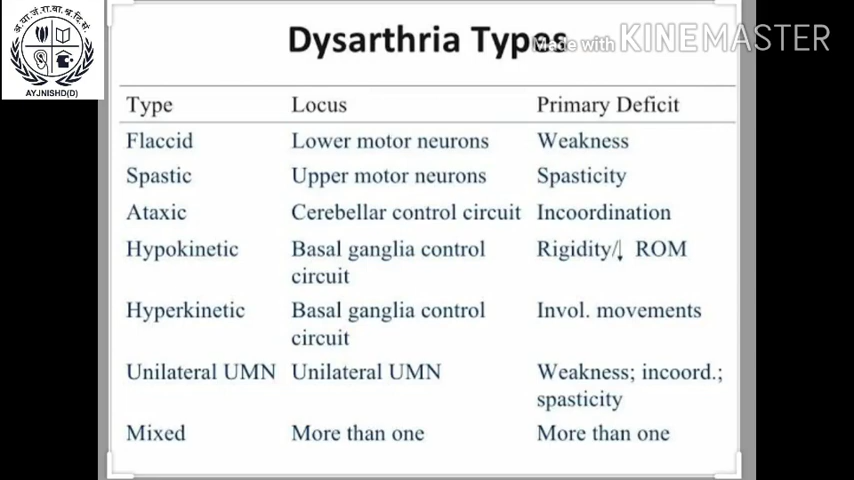 अ.या.जं.रा.वा.श्र.दि.सं.
AYJNISHD(D)
Dysarthria Types
Made with KINEMASTER
Type Locus Primary Deficit
Flaccid Lower motor neurons Weakness
Spastic Upper motor neurons Spasticity
Ataxic Cerebellar control circuit Incoordination
Hypokinetic Basal ganglia control Rigidity/↓ ROM
circuit
Hyperkinetic Basal ganglia control Invol. movements
circuit
Unilateral UMN Unilateral UMN Weakness; incoord.;
spasticity
Mixed More than one More than one